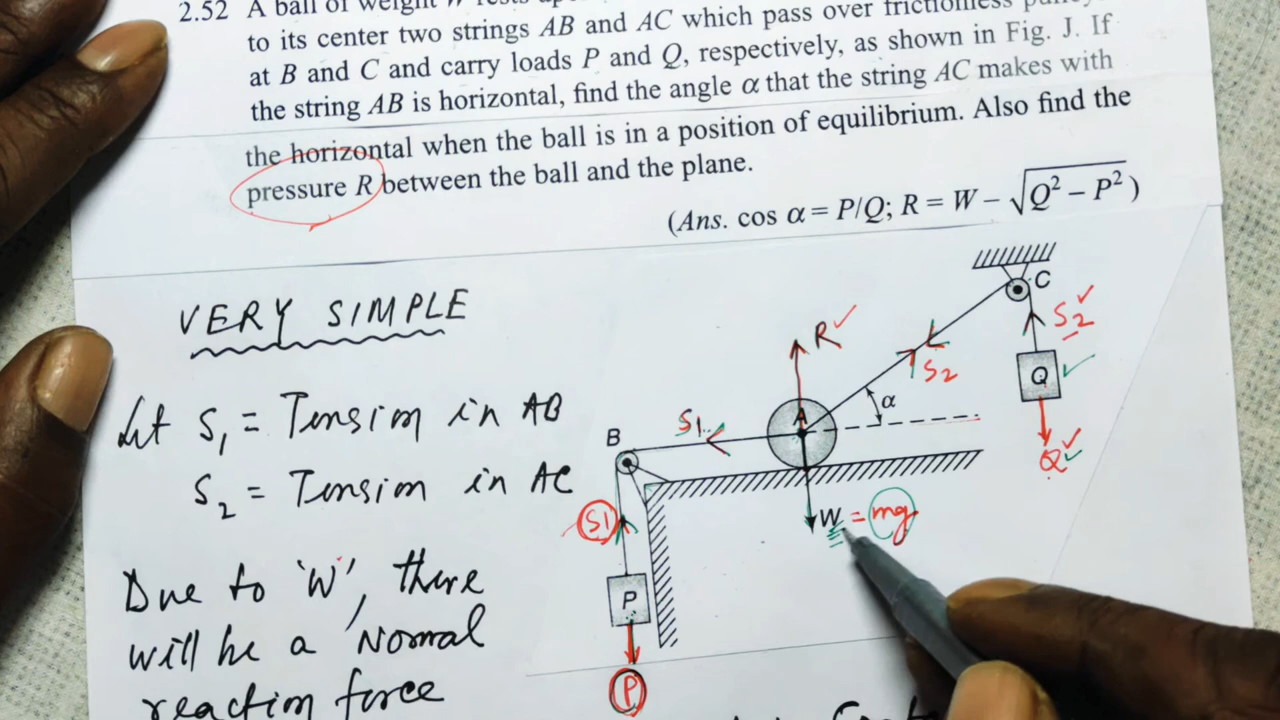 2.52 A ball of weight W rests
to its center two strings AB and AC which pass over frictionless
at B and C and carry loads P and Q, respectively, as shown in Fig. J. If
the string AB is horizontal, find the angle α that the string AC makes with
the horizontal when the ball is in a position of equilibrium. Also find the
pressure R between the ball and the plane.
(Ans. cos α = P/Q; R = W – √Q² – P²)
VERY SIMPLE
Let S₁ = Tension in AB
S₂ = Tension in AC
Due to 'W', there
will be a Normal
reaction force
C
S₂
Q
Q
R
S₂
α
A
S₁
B
S1
W = mg
P
P